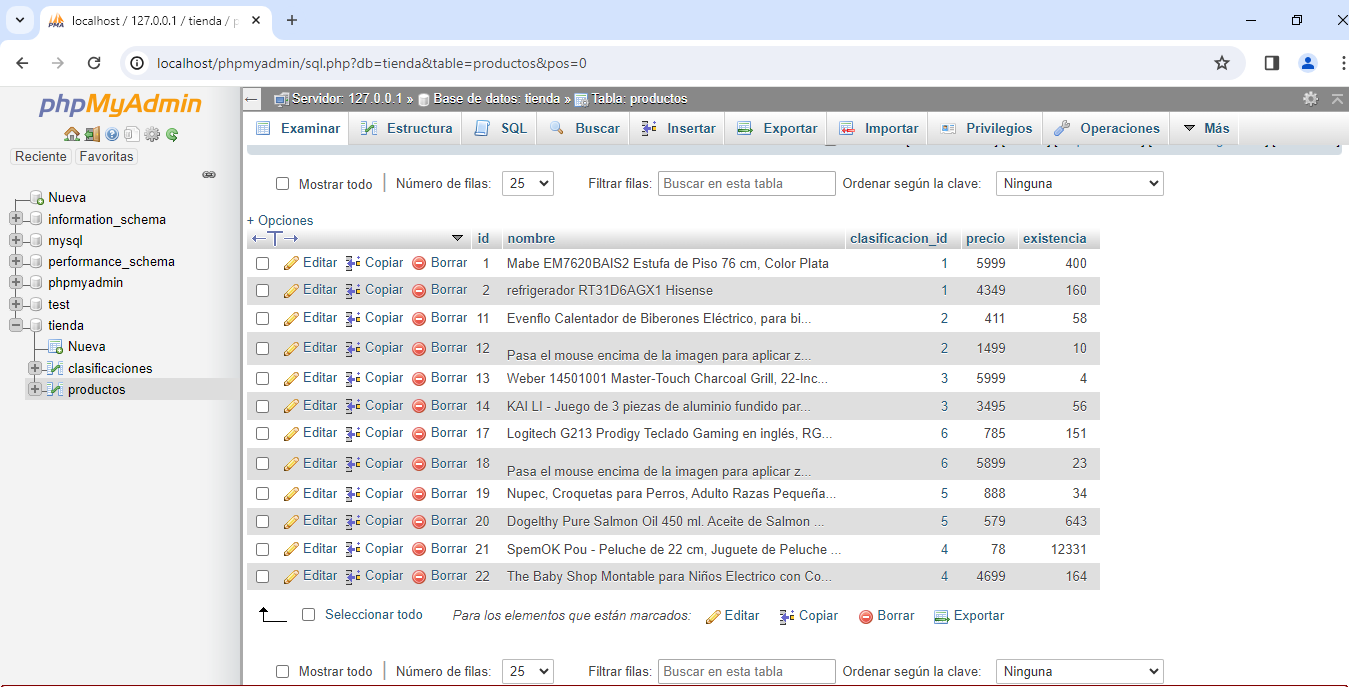 localhost / 127.0.0.1 / tienda / p
localhost/phpmyadmin/sql.php?db=tienda&table=productos&pos=0
phpMyAdmin
Reciente Favoritas
Nueva
information_schema
mysql
performance_schema
phpmyadmin
test
tienda
Nueva
clasificaciones
productos
Servidor: 127.0.0.1 » Base de datos: tienda » Tabla: productos
Examinar Estructura SQL Buscar Insertar Exportar Importar Privilegios Operaciones Más
Mostrar todo Número de filas: 25 Filtrar filas: Buscar en esta tabla Ordenar según la clave: Ninguna
+ Opciones
←T→ id nombre clasificacion_id precio existencia
Editar Copiar Borrar 1 Mabe EM7620BAIS2 Estufa de Piso 76 cm, Color Plata 1 5999 400
Editar Copiar Borrar 2 refrigerador RT31D6AGX1 Hisense 1 4349 160
Editar Copiar Borrar 11 Evenflo Calentador de Biberones Eléctrico, para bi... 2 411 58
Editar Copiar Borrar 12 Pasa el mouse encima de la imagen para aplicar z... 2 1499 10
Editar Copiar Borrar 13 Weber 14501001 Master-Touch Charcoal Grill, 22-Inc... 3 5999 4
Editar Copiar Borrar 14 KAI LI - Juego de 3 piezas de aluminio fundido par... 3 3495 56
Editar Copiar Borrar 17 Logitech G213 Prodigy Teclado Gaming en inglés, RG... 6 785 151
Editar Copiar Borrar 18 Pasa el mouse encima de la imagen para aplicar z... 6 5899 23
Editar Copiar Borrar 19 Nupec, Croquetas para Perros, Adulto Razas Pequeña... 5 888 34
Editar Copiar Borrar 20 Dogelthy Pure Salmon Oil 450 ml. Aceite de Salmon ... 5 579 643
Editar Copiar Borrar 21 SpemOK Pou - Peluche de 22 cm, Juguete de Peluche ... 4 78 12331
Editar Copiar Borrar 22 The Baby Shop Montable para Niños Electrico con Co... 4 4699 164
Seleccionar todo Para los elementos que están marcados: Editar Copiar Borrar Exportar
Mostrar todo Número de filas: 25 Filtrar filas: Buscar en esta tabla Ordenar según la clave: Ninguna